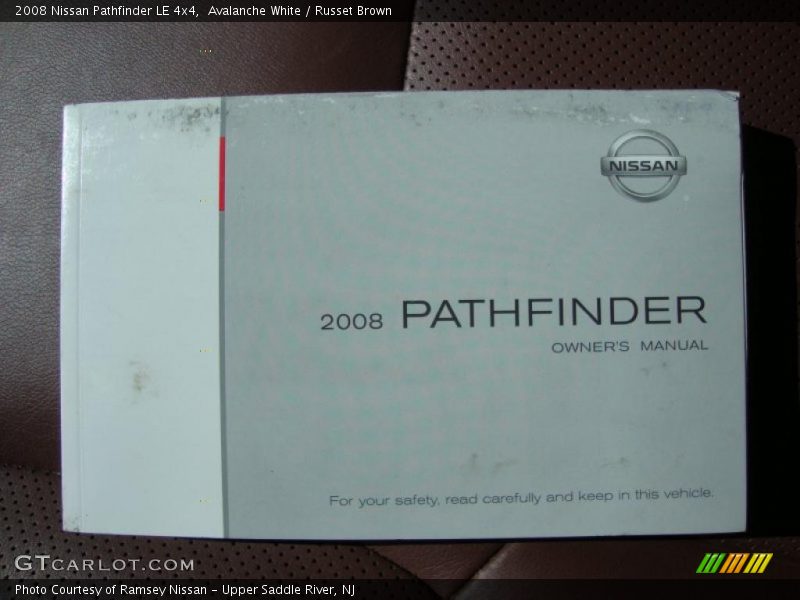 2008 Nissan Pathfinder LE 4x4,  Avalanche White / Russet Brown
NISSAN
2008 PATHFINDER
OWNER'S MANUAL
For your safety, read carefully and keep in this vehicle.
GTCARLOT.COM
Photo Courtesy of Ramsey Nissan – Upper Saddle River, NJ